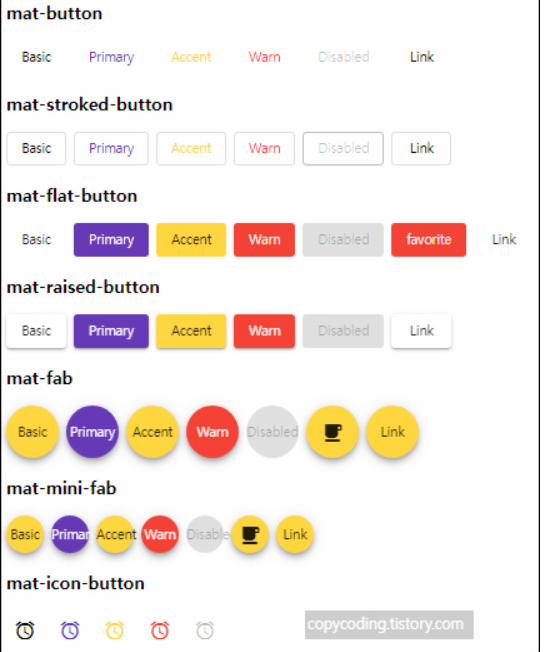 mat-button
Basic Primary Accent Warn Disabled Link
mat-stroked-button
Basic Primary Accent Warn Disabled Link
mat-flat-button
Basic Primary Accent Warn Disabled favorite Link
mat-raised-button
Basic Primary Accent Warn Disabled Link
mat-fab
Basic Primary Accent Warn Disabled Link
mat-mini-fab
Basic Primar Accent Warn Disable Link
mat-icon-button
copycoding.tistory.com